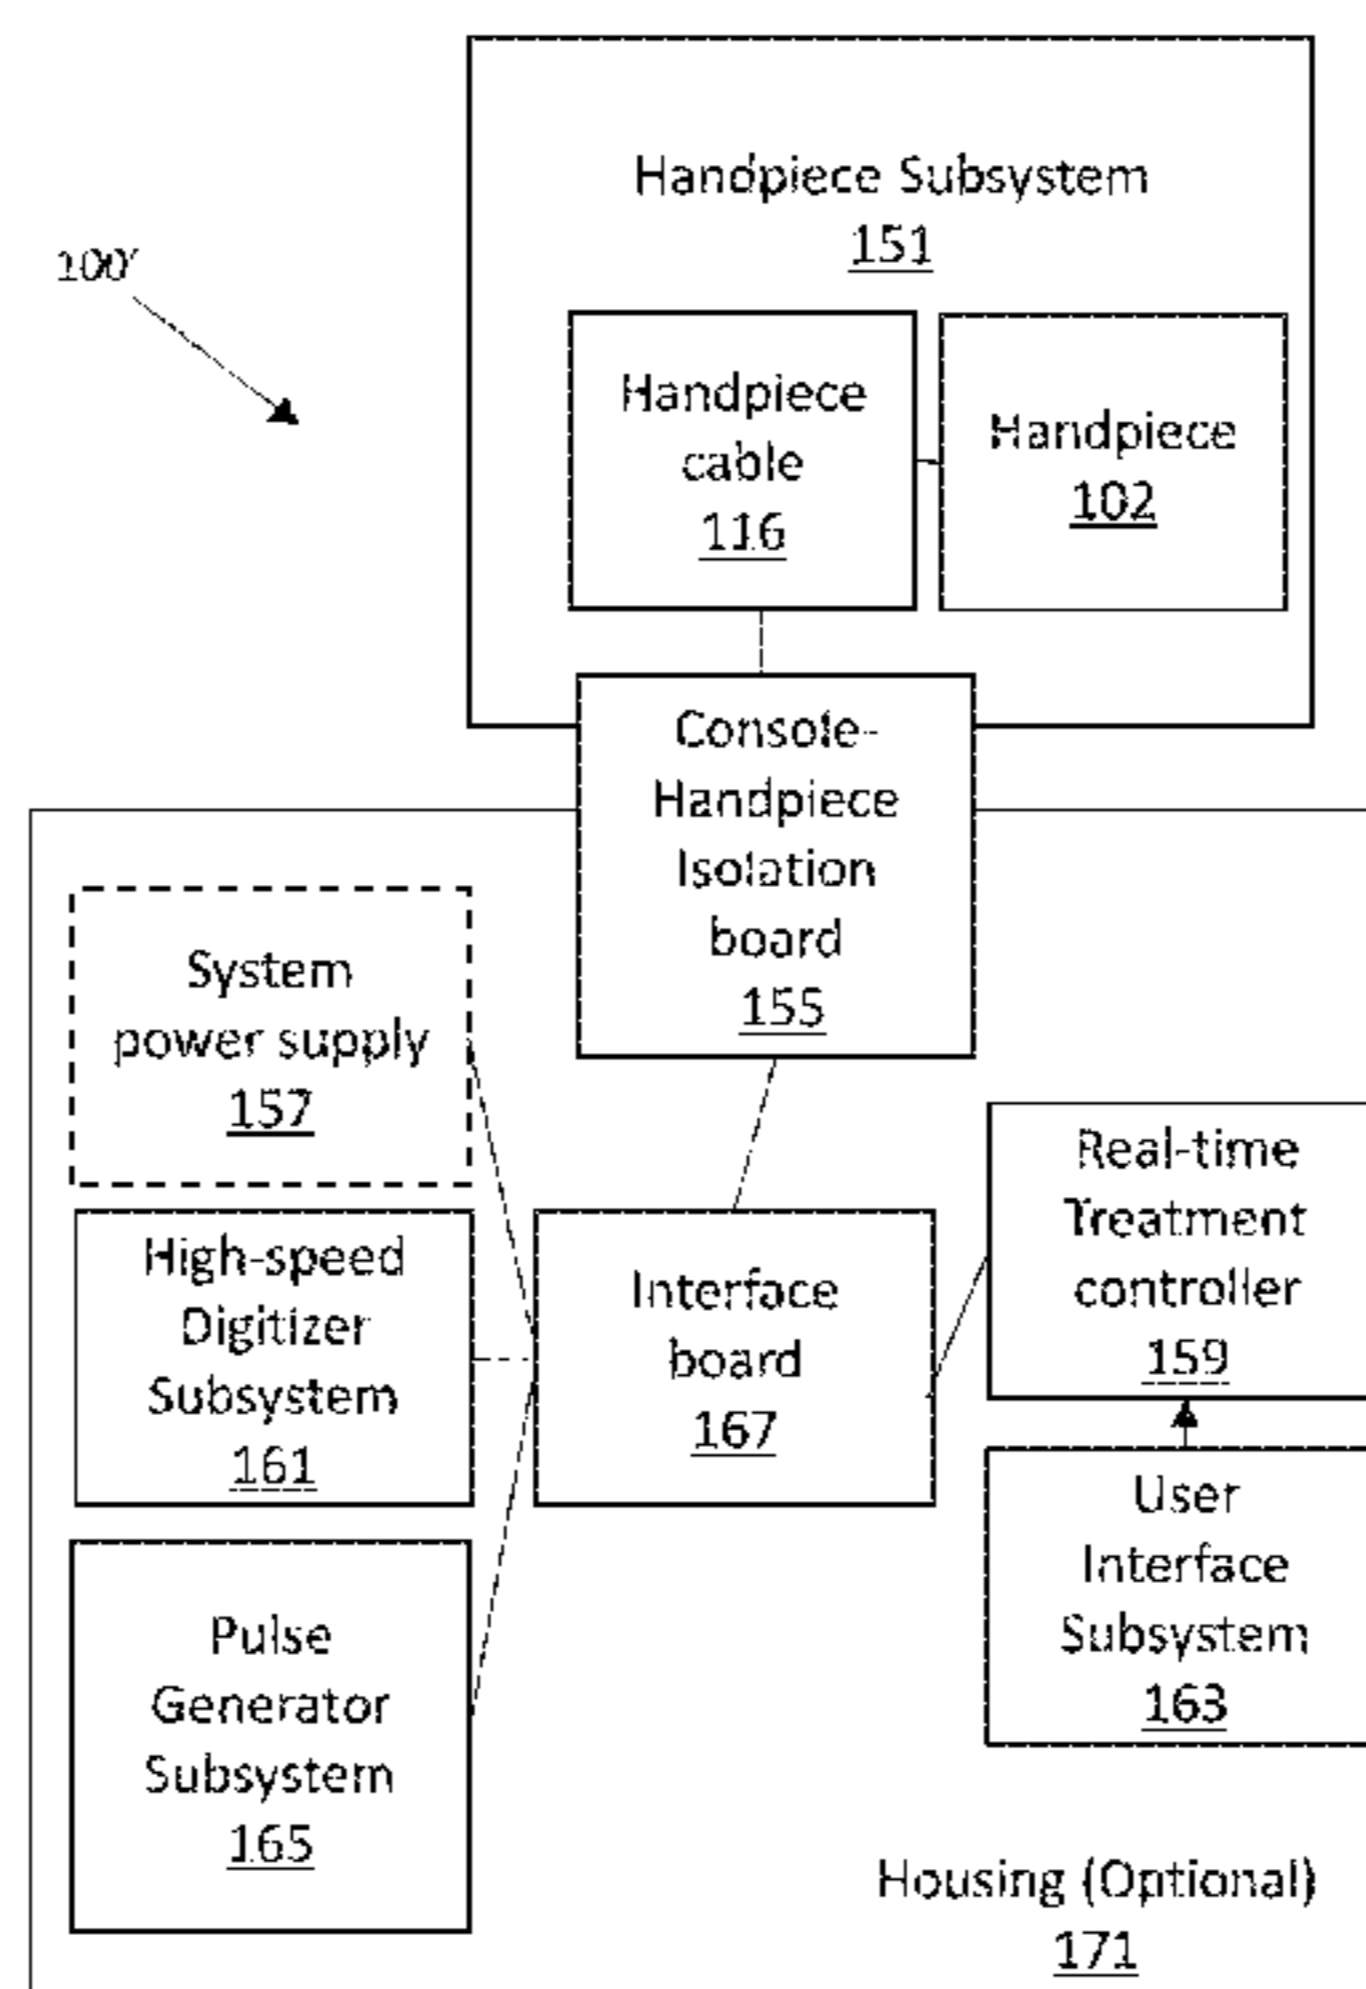 Handpiece Subsystem
151
100'
Handpiece
cable
116
Handpiece
102
Console-
Handpiece
Isolation
board
155
System
power supply
157
High-speed
Digitizer
Subsystem
161
Interface
board
167
Real-time
Treatment
controller
159
User
Interface
Subsystem
163
Pulse
Generator
Subsystem
165
Housing (Optional)
171